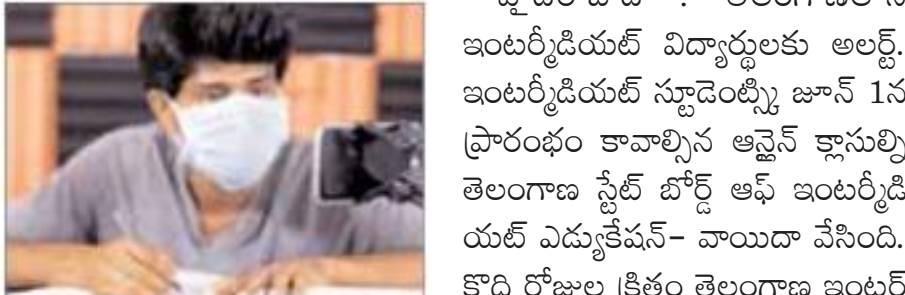 ఇంటర్మీడియట్ విద్యార్థులకు అలర్ట్.
ఇంటర్మీడియట్ స్టూడెంట్స్కి జూన్ 1న
ప్రారంభం కావాల్సిన ఆన్లైన్ క్లాసుల్ని
తెలంగాణ స్టేట్ బోర్డ్ ఆఫ్ ఇంటర్మీడి
యట్ ఎడ్యుకేషన్- వాయిదా వేసింది.
కొద్ది రోజుల క్రితం తెలంగాణ ఇంటర్